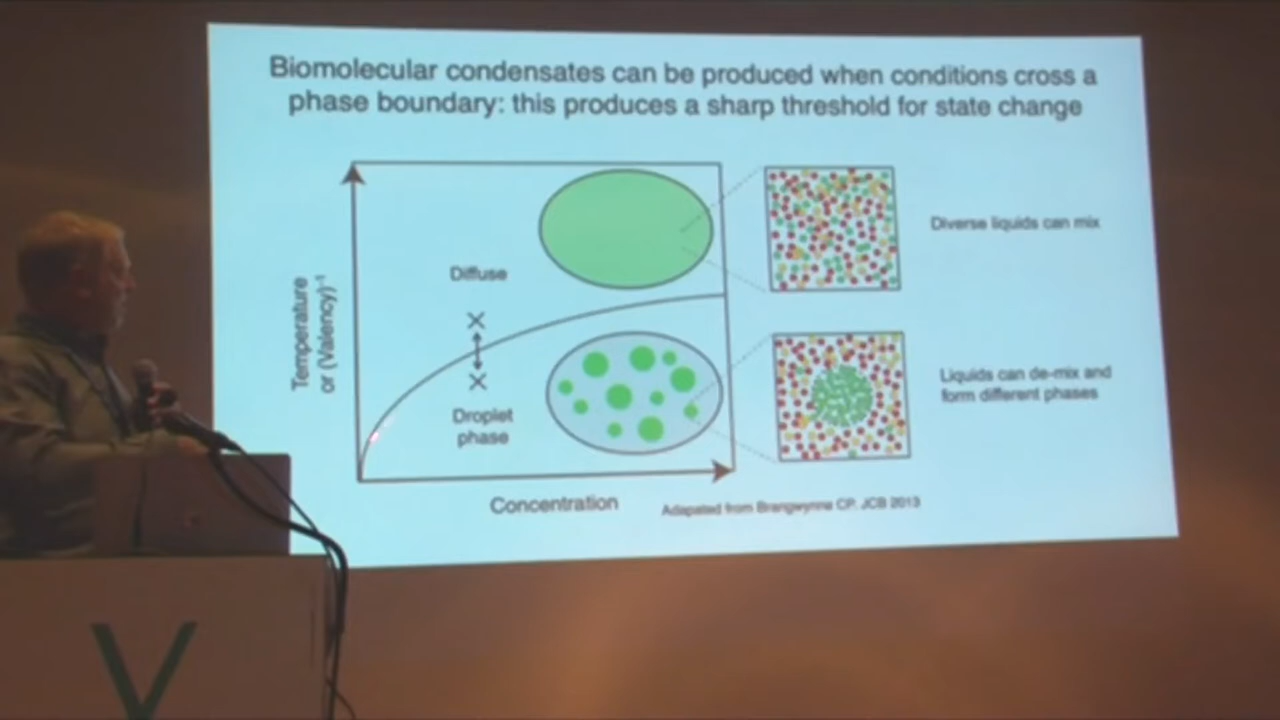 Biomolecular condensates can be produced when conditions cross a
phase boundary: this produces a sharp threshold for state change
Temperature
or (Valency)⁻¹
Diffuse
Droplet
phase
Concentration
Diverse liquids can mix
Liquids can de-mix and
form different phases
Adapated from Brangwynne CP. JCB 2013
V